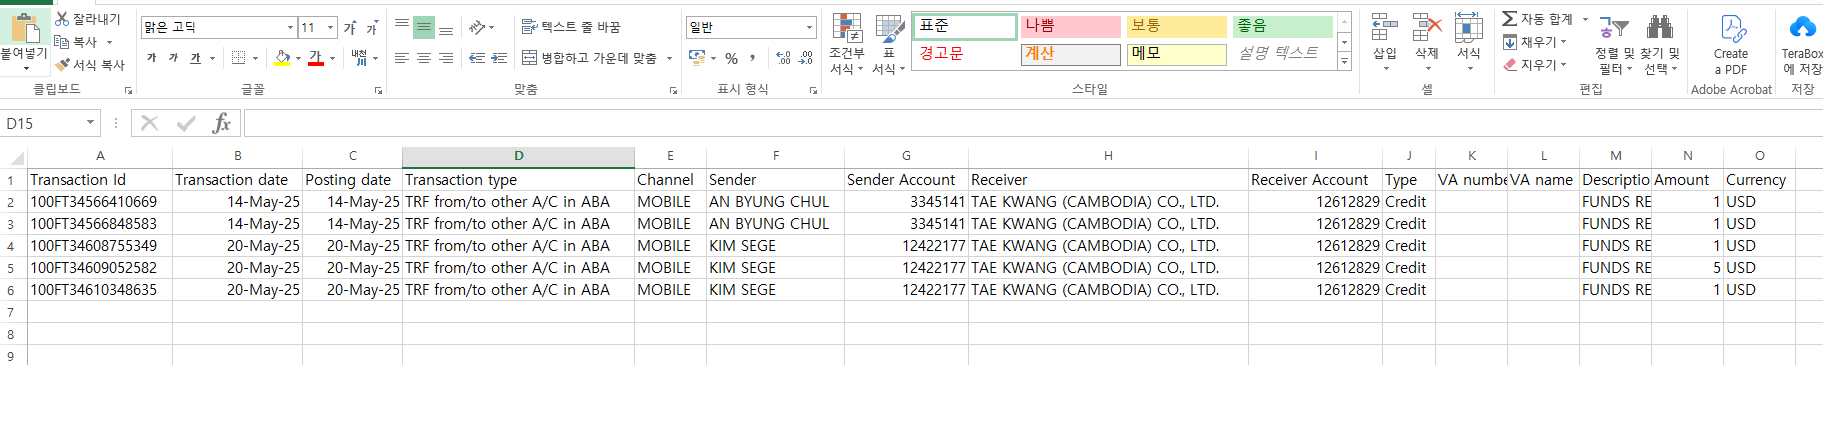 잘라내기
복사
서식 복사
붙여넣기
클립보드
맑은 고딕 11 가 가
가 가 가 가 내천
글꼴
텍스트 줄 바꿈
병합하고 가운데 맞춤
맞춤
일반
% ,
표시 형식
조건부 서식
표 서식
표준 나쁨 보통 좋음
경고문 계산 메모 설명 텍스트
스타일
삽입 삭제 서식
셀
자동 합계
채우기
지우기
정렬 및 필터
찾기 및 선택
편집
Create a PDF
Adobe Acrobat
TeraBox
에 저장
저장
D15 fx
A B C D E F G H I J K L M N O
1 Transaction Id Transaction date Posting date Transaction type Channel Sender Sender Account Receiver Receiver Account Type VA numbe VA name Descriptio Amount Currency
2 100FT34566410669 14-May-25 14-May-25 TRF from/to other A/C in ABA MOBILE AN BYUNG CHUL 3345141 TAE KWANG (CAMBODIA) CO., LTD. 12612829 Credit FUNDS RE 1 USD
3 100FT34566848583 14-May-25 14-May-25 TRF from/to other A/C in ABA MOBILE AN BYUNG CHUL 3345141 TAE KWANG (CAMBODIA) CO., LTD. 12612829 Credit FUNDS RE 1 USD
4 100FT34608755349 20-May-25 20-May-25 TRF from/to other A/C in ABA MOBILE KIM SEGE 12422177 TAE KWANG (CAMBODIA) CO., LTD. 12612829 Credit FUNDS RE 1 USD
5 100FT34609052582 20-May-25 20-May-25 TRF from/to other A/C in ABA MOBILE KIM SEGE 12422177 TAE KWANG (CAMBODIA) CO., LTD. 12612829 Credit FUNDS RE 5 USD
6 100FT34610348635 20-May-25 20-May-25 TRF from/to other A/C in ABA MOBILE KIM SEGE 12422177 TAE KWANG (CAMBODIA) CO., LTD. 12612829 Credit FUNDS RE 1 USD
7
8
9